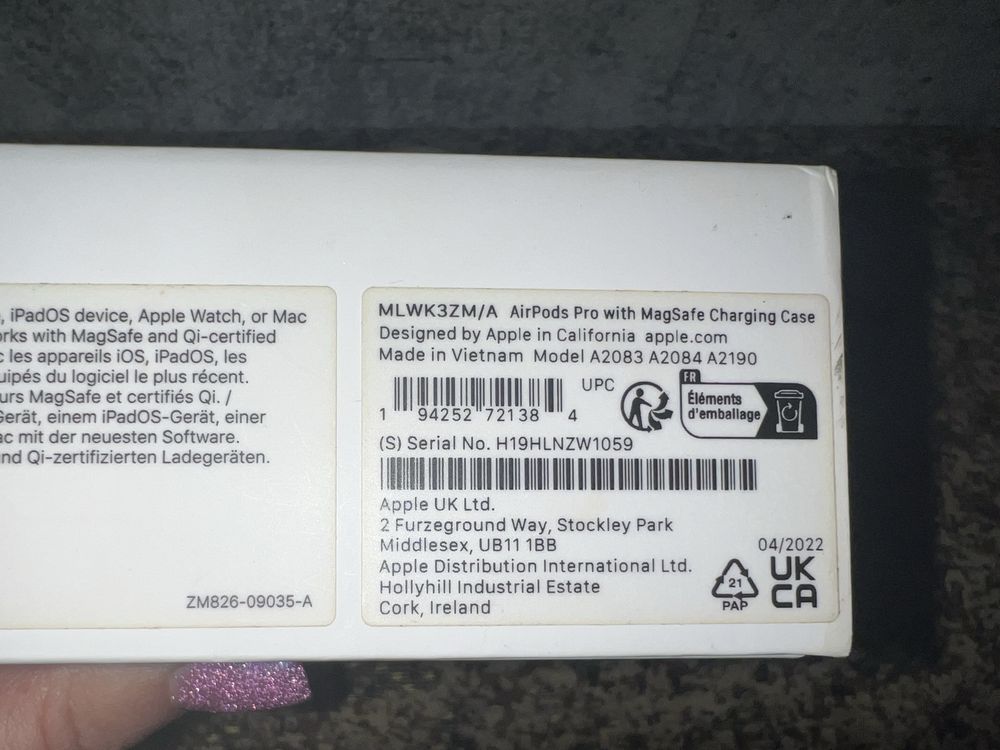 , iPadOS device, Apple Watch, or Mac
orks with MagSafe and Qi-certified
c les appareils iOS, iPadOS, les
uipés du logiciel le plus récent.
urs MagSafe et certifiés Qi. /
Gerät, einem iPadOS-Gerät, einer
ac mit der neuesten Software.
nd Qi-zertifizierten Ladegeräten.
ZM826-09035-A
MLWK3ZM/A AirPods Pro with MagSafe Charging Case
Designed by Apple in California apple.com
Made in Vietnam Model A2083 A2084 A2190
UPC
1 94252 72138 4
FR
Éléments
d'emballage
(S) Serial No. H19HLNZW1059
Apple UK Ltd.
2 Furzeground Way, Stockley Park
Middlesex, UB11 1BB
Apple Distribution International Ltd.
Hollyhill Industrial Estate
Cork, Ireland
04/2022
21
PAP
UK
CA